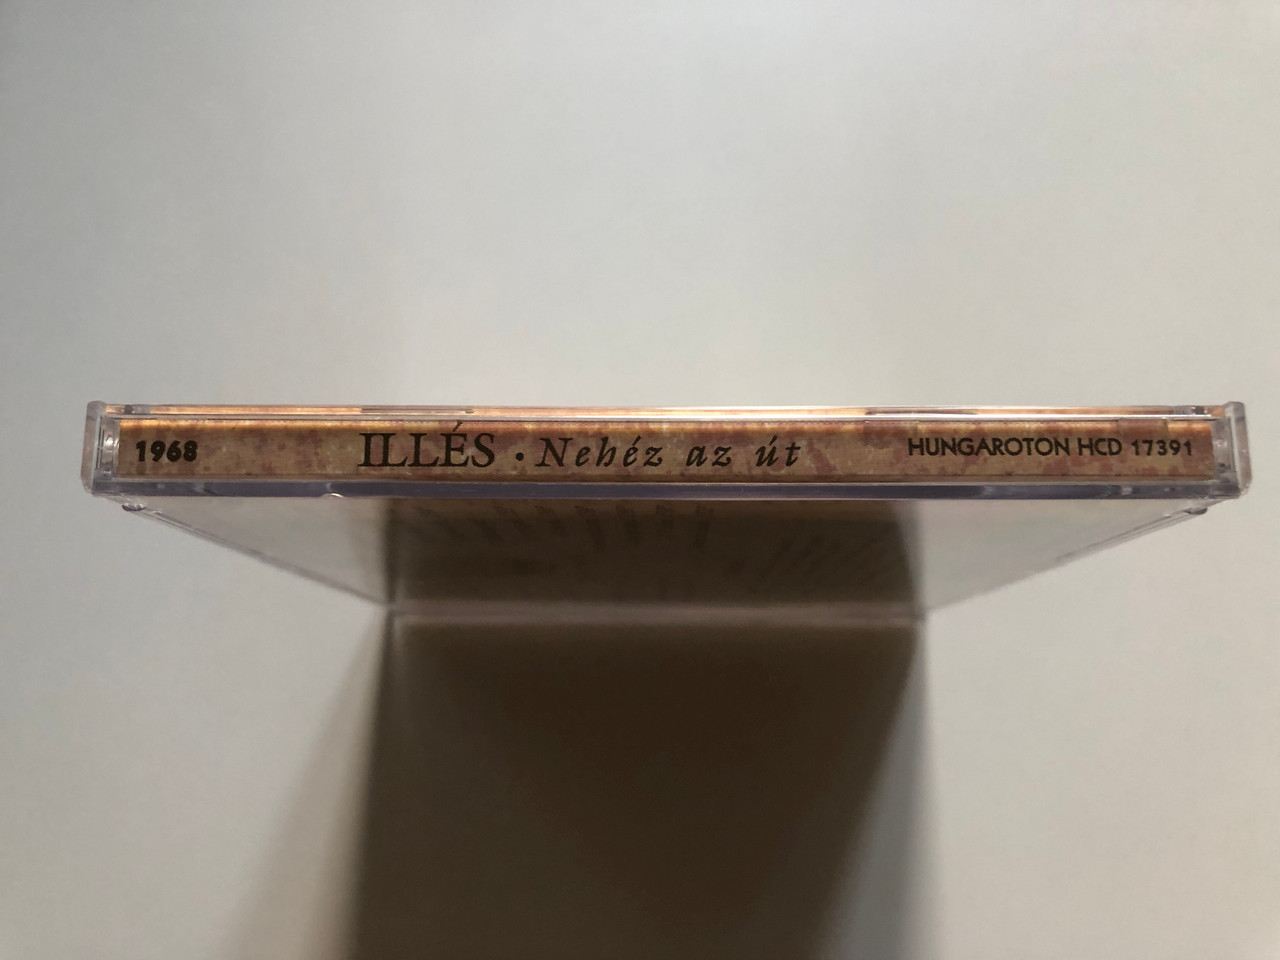 1968 ILLÉS · Nehéz az út HUNGAROTON HCD 17391